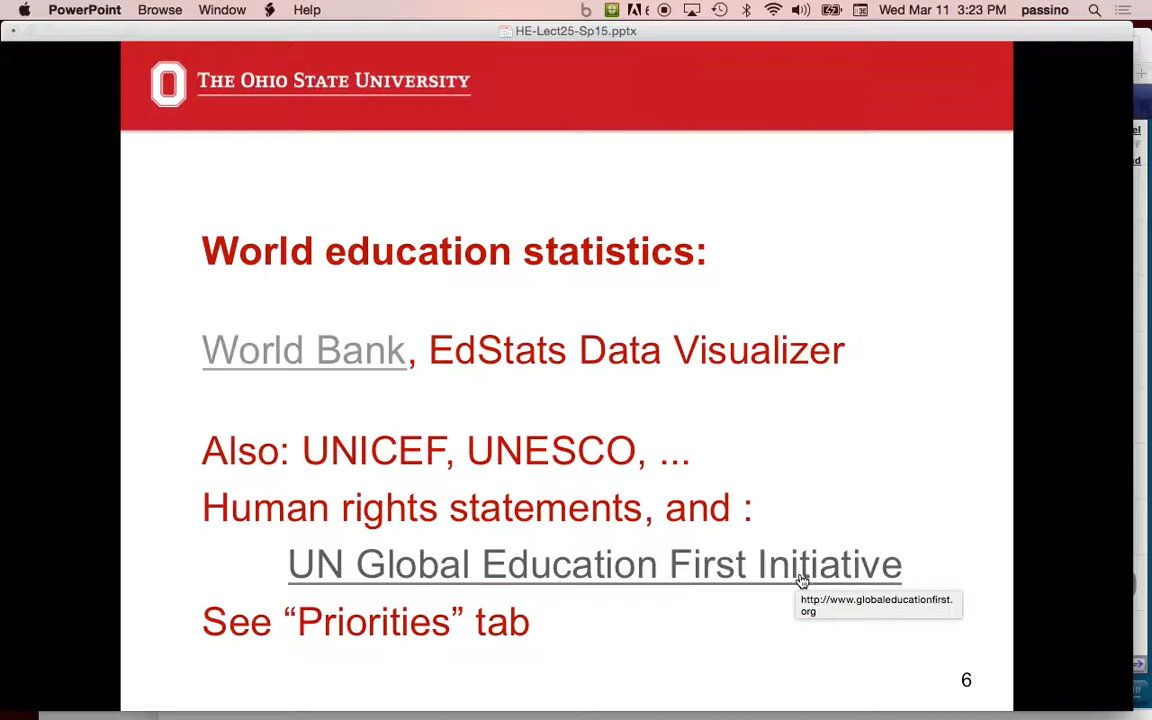 PowerPoint Browse Window Help Wed Mar 11 3:23 PM passino
HE-Lect25-Sp15.pptx
THE OHIO STATE UNIVERSITY
World education statistics:
World Bank, EdStats Data Visualizer
Also: UNICEF, UNESCO, ...
Human rights statements, and :
UN Global Education First Initiative
http://www.globaleducationfirst.
org
See “Priorities” tab
6